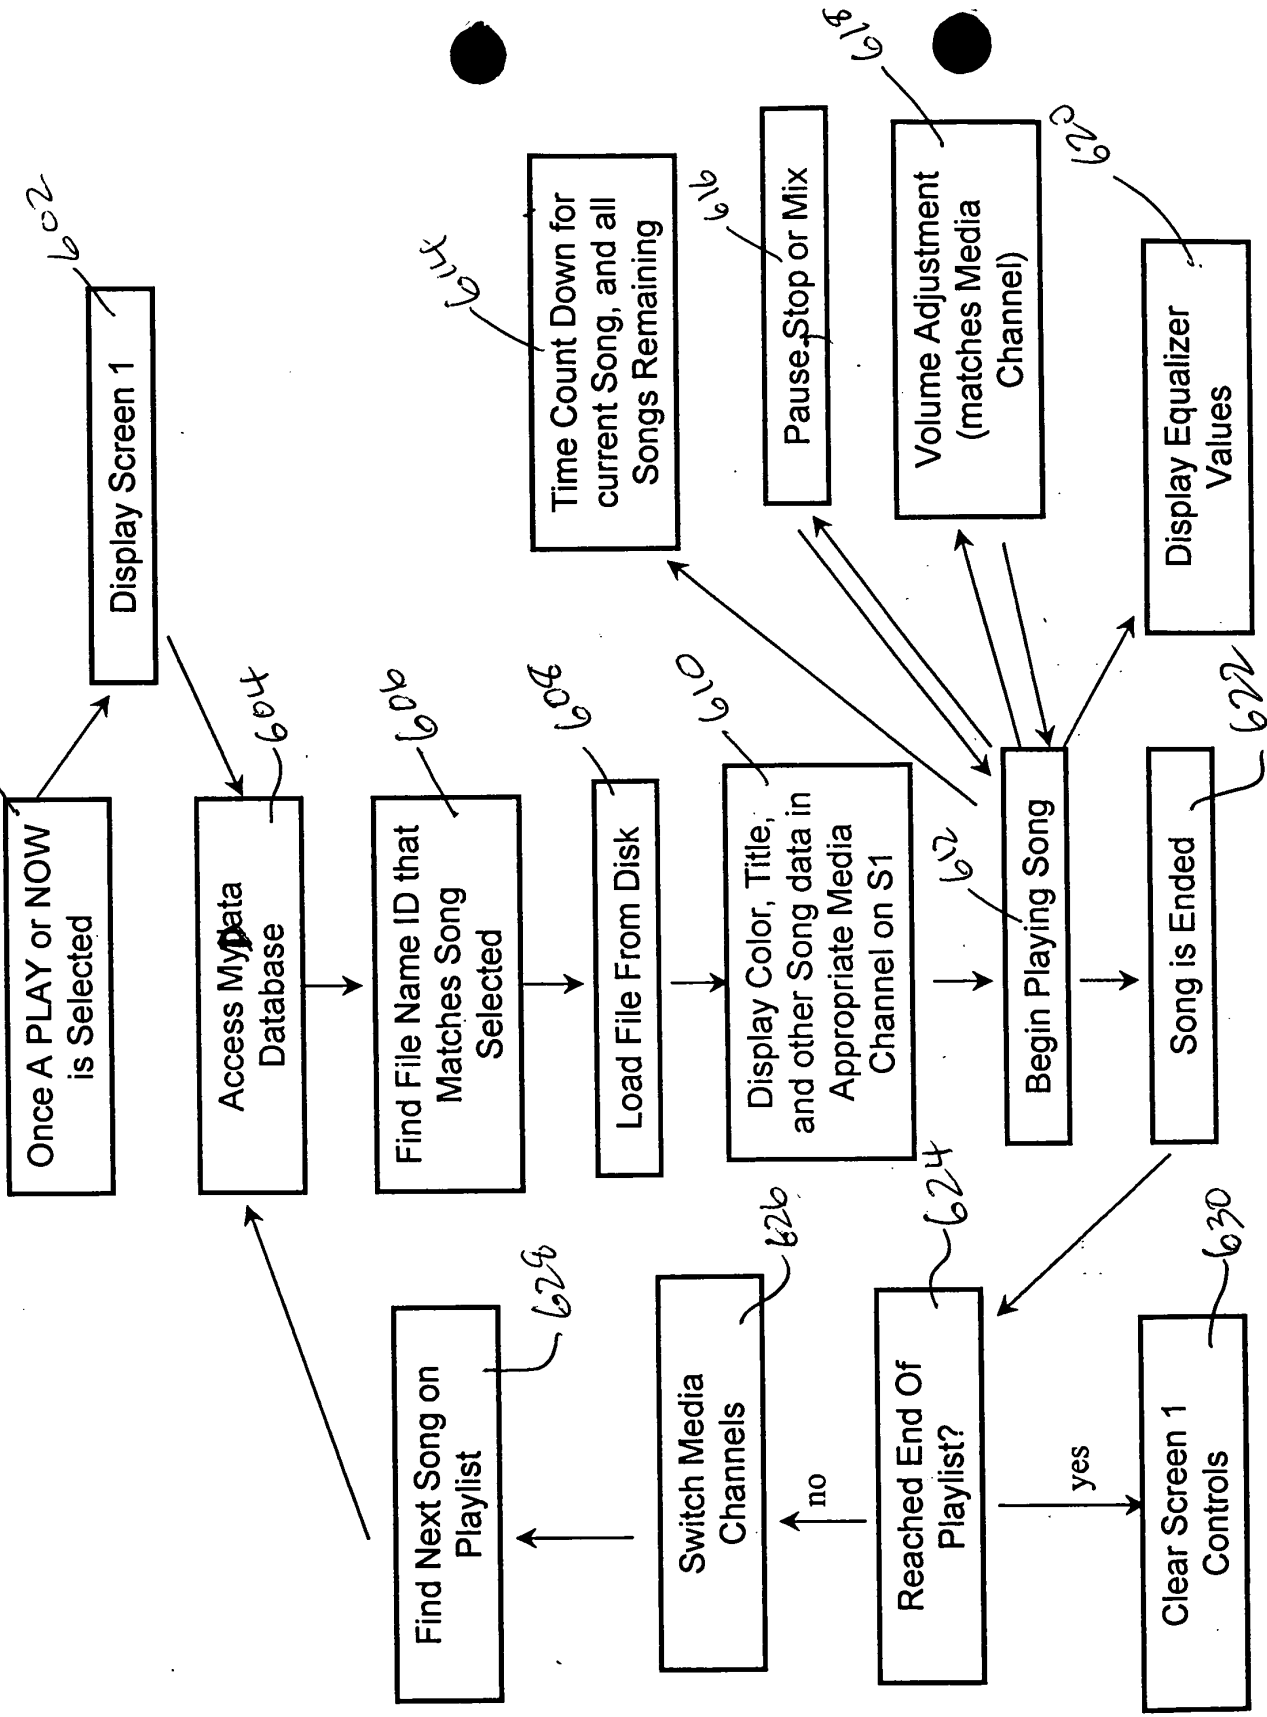 Once A PLAY or NOW
is Selected
Display Screen 1
602
Access MyData
Database
604
Find File Name ID that
Matches Song
Selected
606
Load File From Disk
608
Display Color, Title,
and other Song data in
Appropriate Media
Channel on S1
610
Begin Playing Song
612
Time Count Down for
current Song, and all
Songs Remaining
614
Pause.Stop or Mix
616
Volume Adjustment
(matches Media
Channel)
618
Display Equalizer
Values
620
Song is Ended
622
Reached End Of
Playlist?
624
no
yes
Switch Media
Channels
626
Find Next Song on
Playlist
628
Clear Screen 1
Controls
630